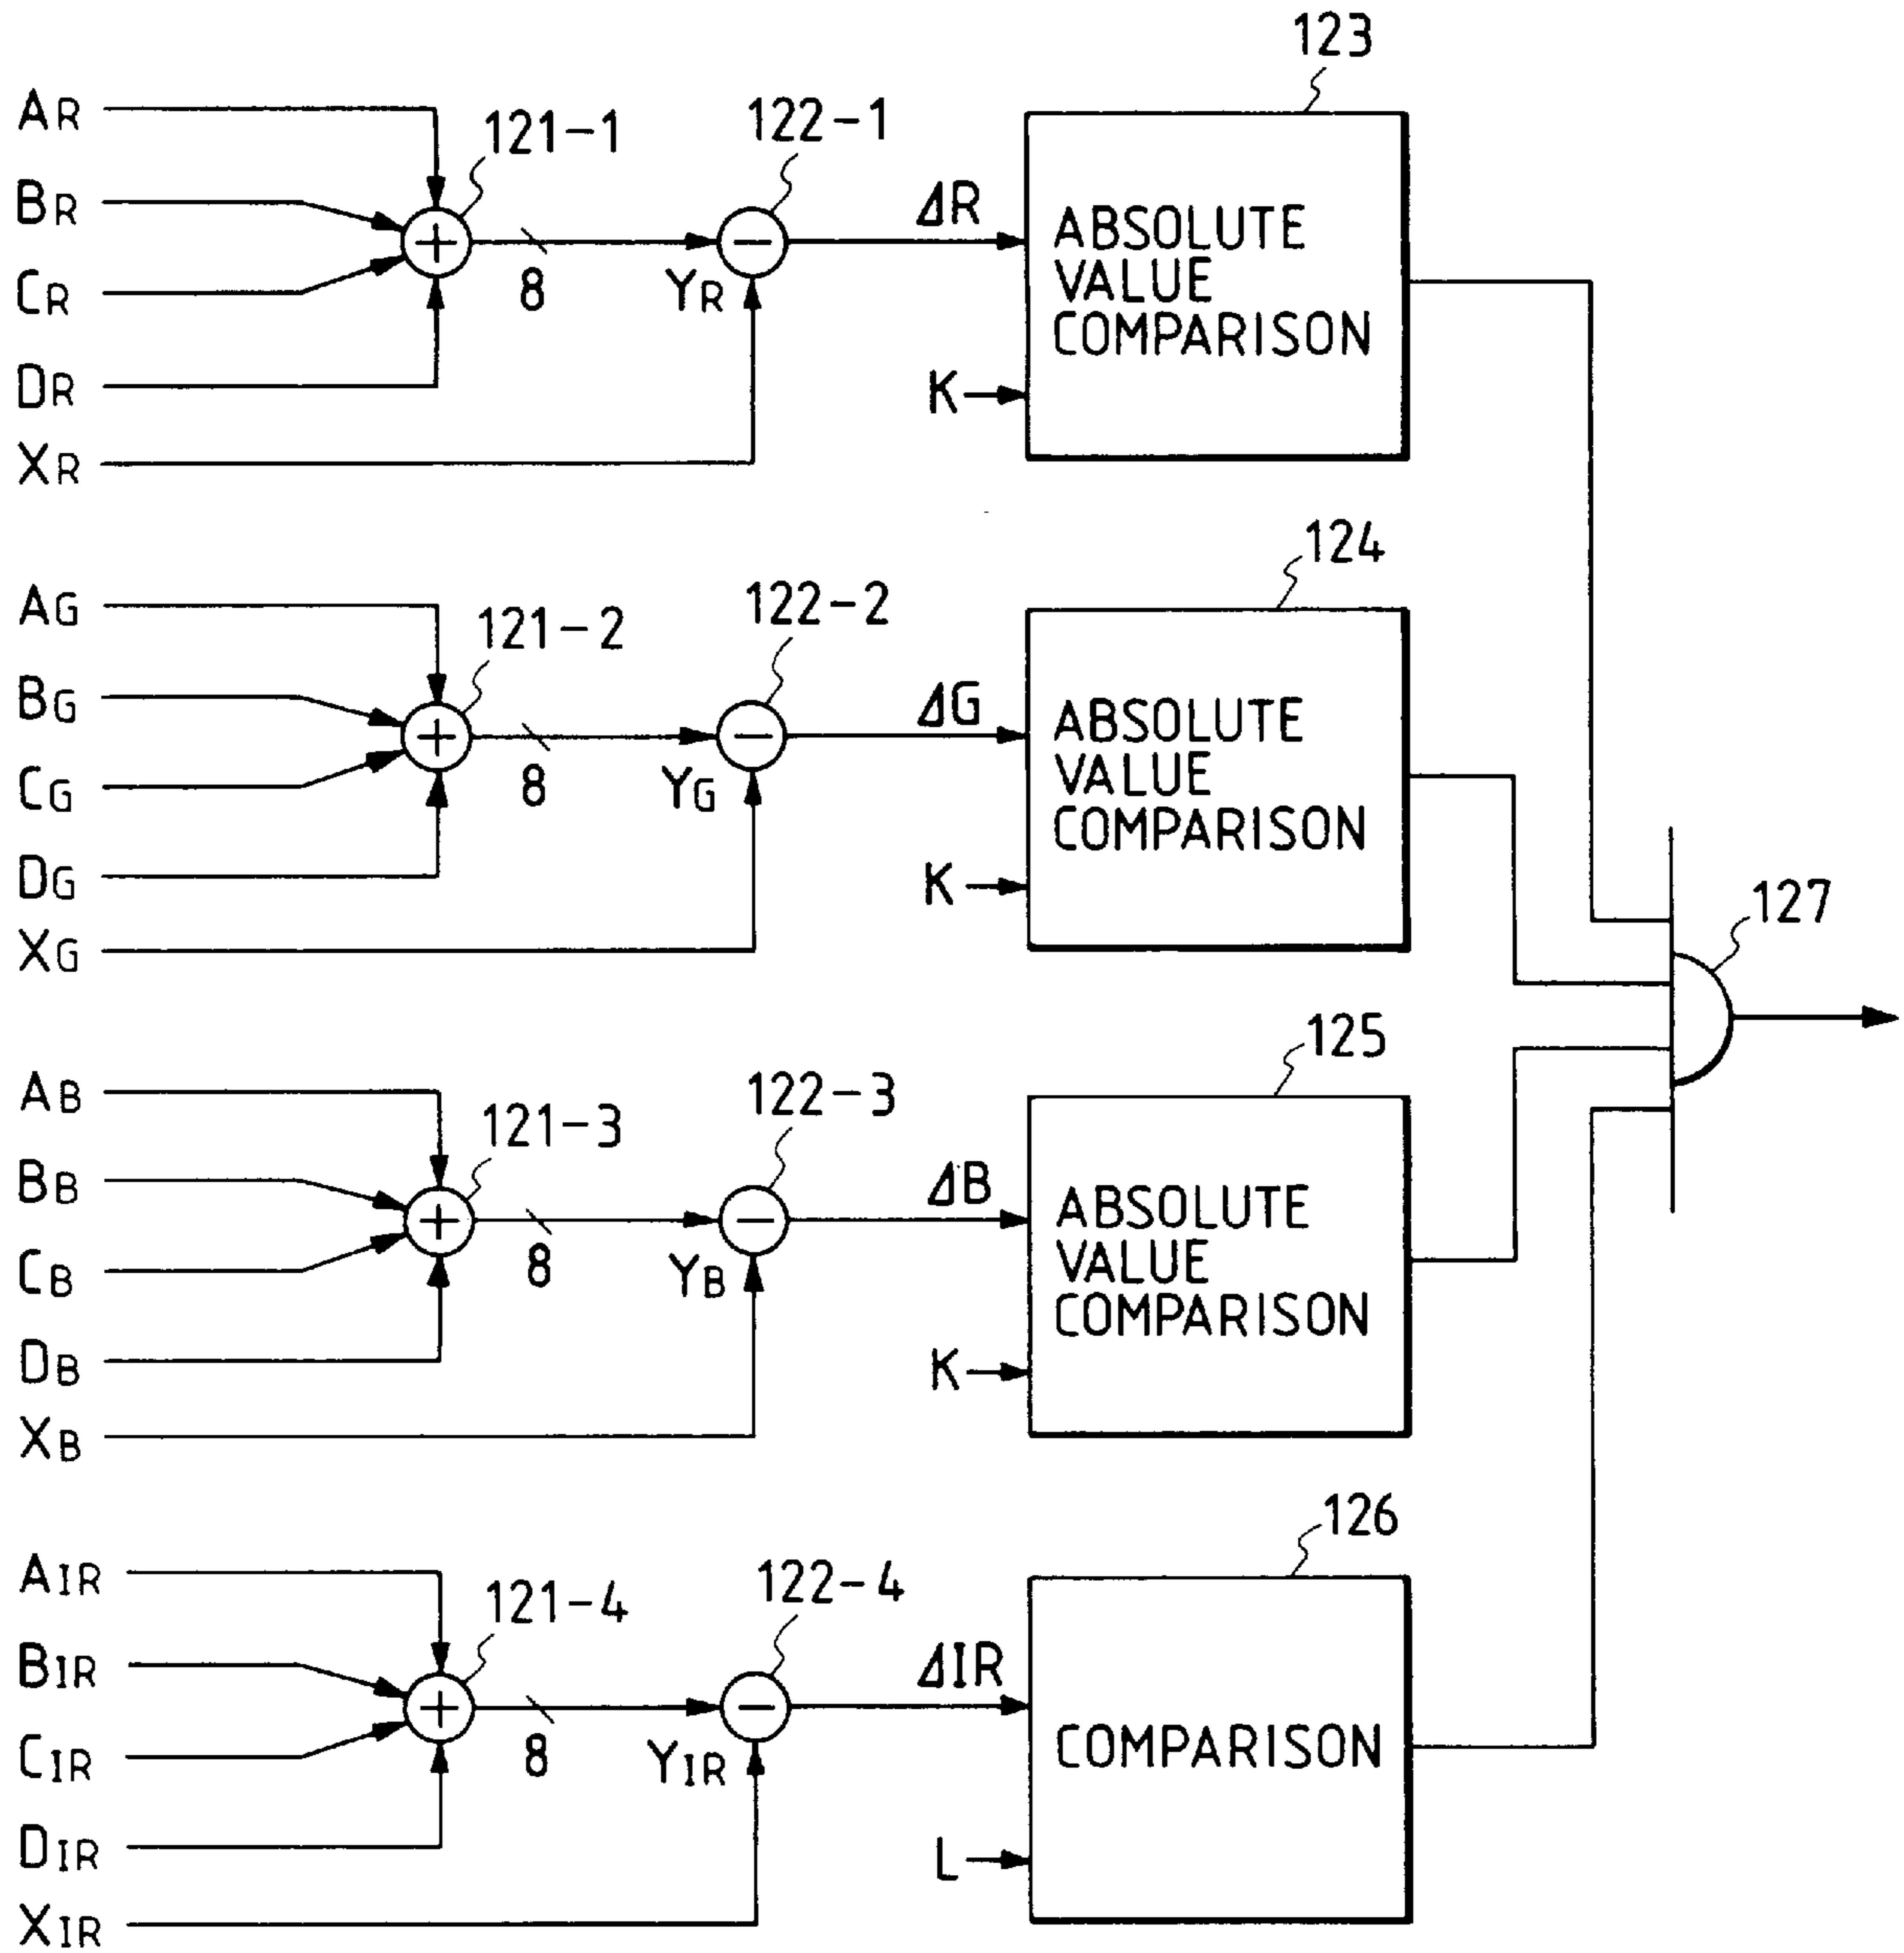 123
AR
121-1
122-1
BR
ΔR
ABSOLUTE
VALUE
COMPARISON
CR
8
YR
DR
K
XR
124
AG
121-2
122-2
BG
ΔG
ABSOLUTE
VALUE
COMPARISON
CG
8
YG
DG
K
127
XG
125
AB
121-3
122-3
BB
ΔB
ABSOLUTE
VALUE
COMPARISON
CB
8
YB
DB
K
XB
126
AIR
121-4
122-4
BIR
ΔIR
COMPARISON
CIR
8
YIR
DIR
L
XIR